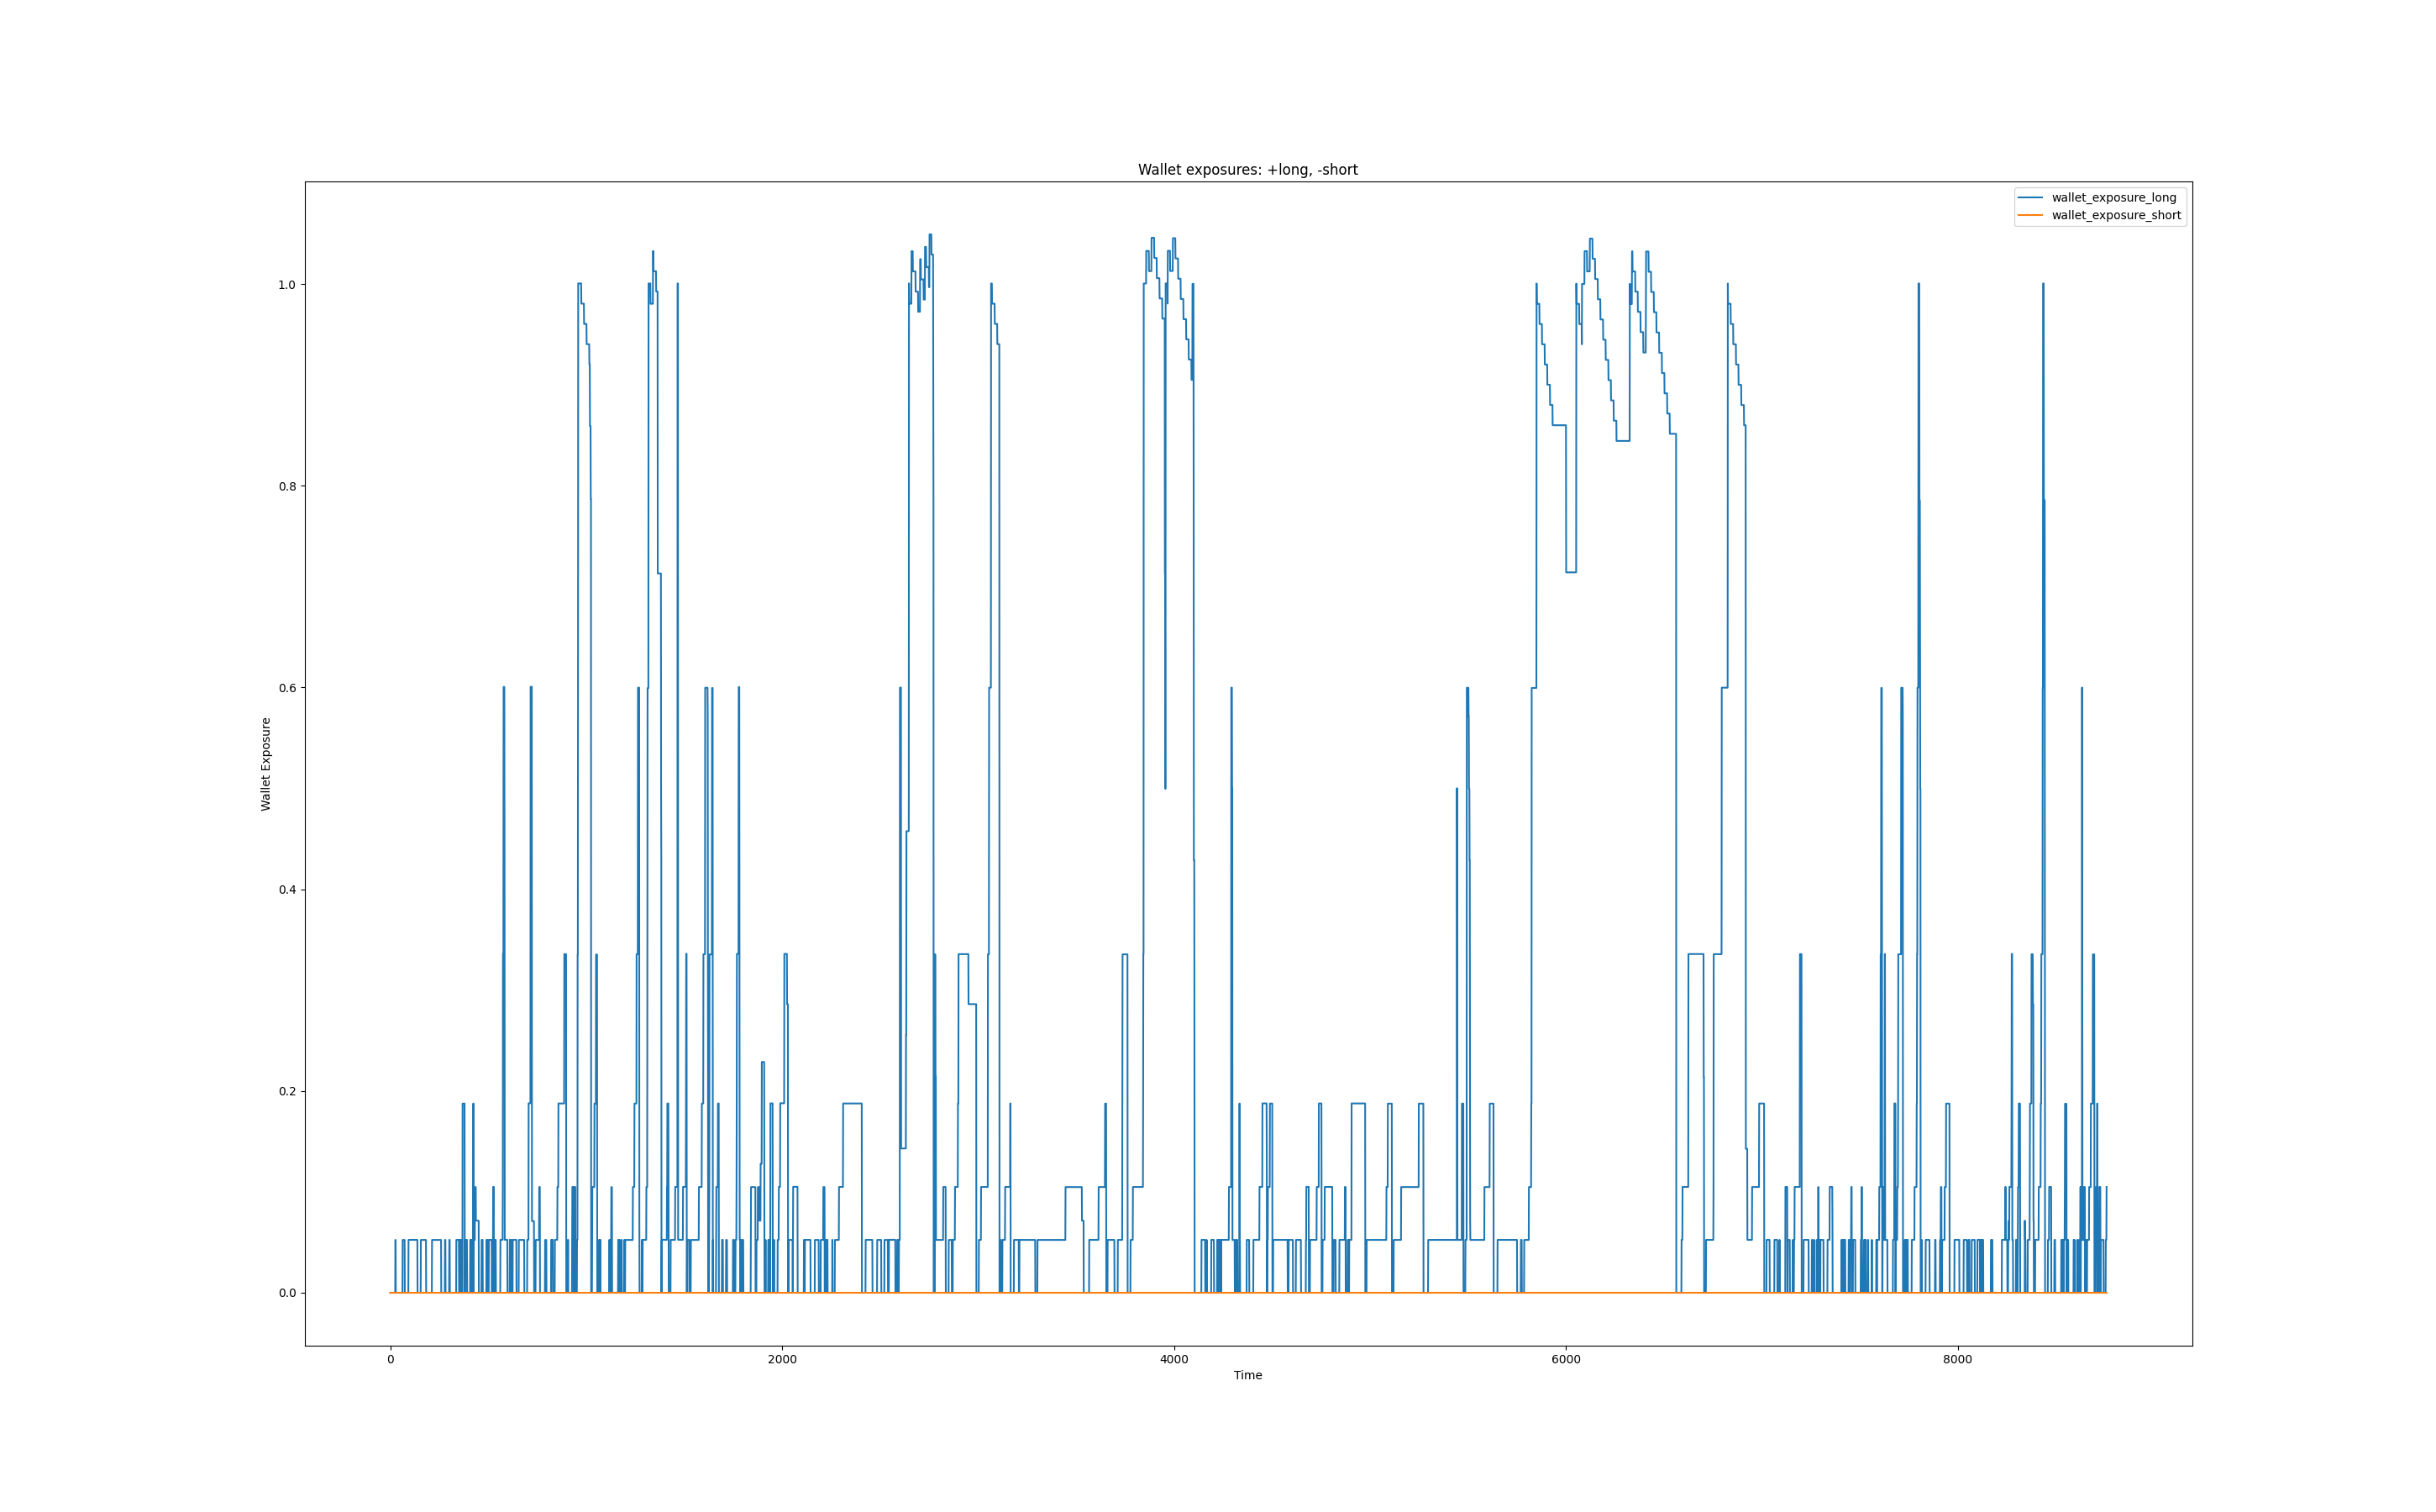 Wallet exposures: +long, -short
wallet_exposure_long
wallet_exposure_short
1.0
0.8
0.6
0.4
0.2
0.0
Wallet Exposure
0 2000 4000 6000 8000
Time